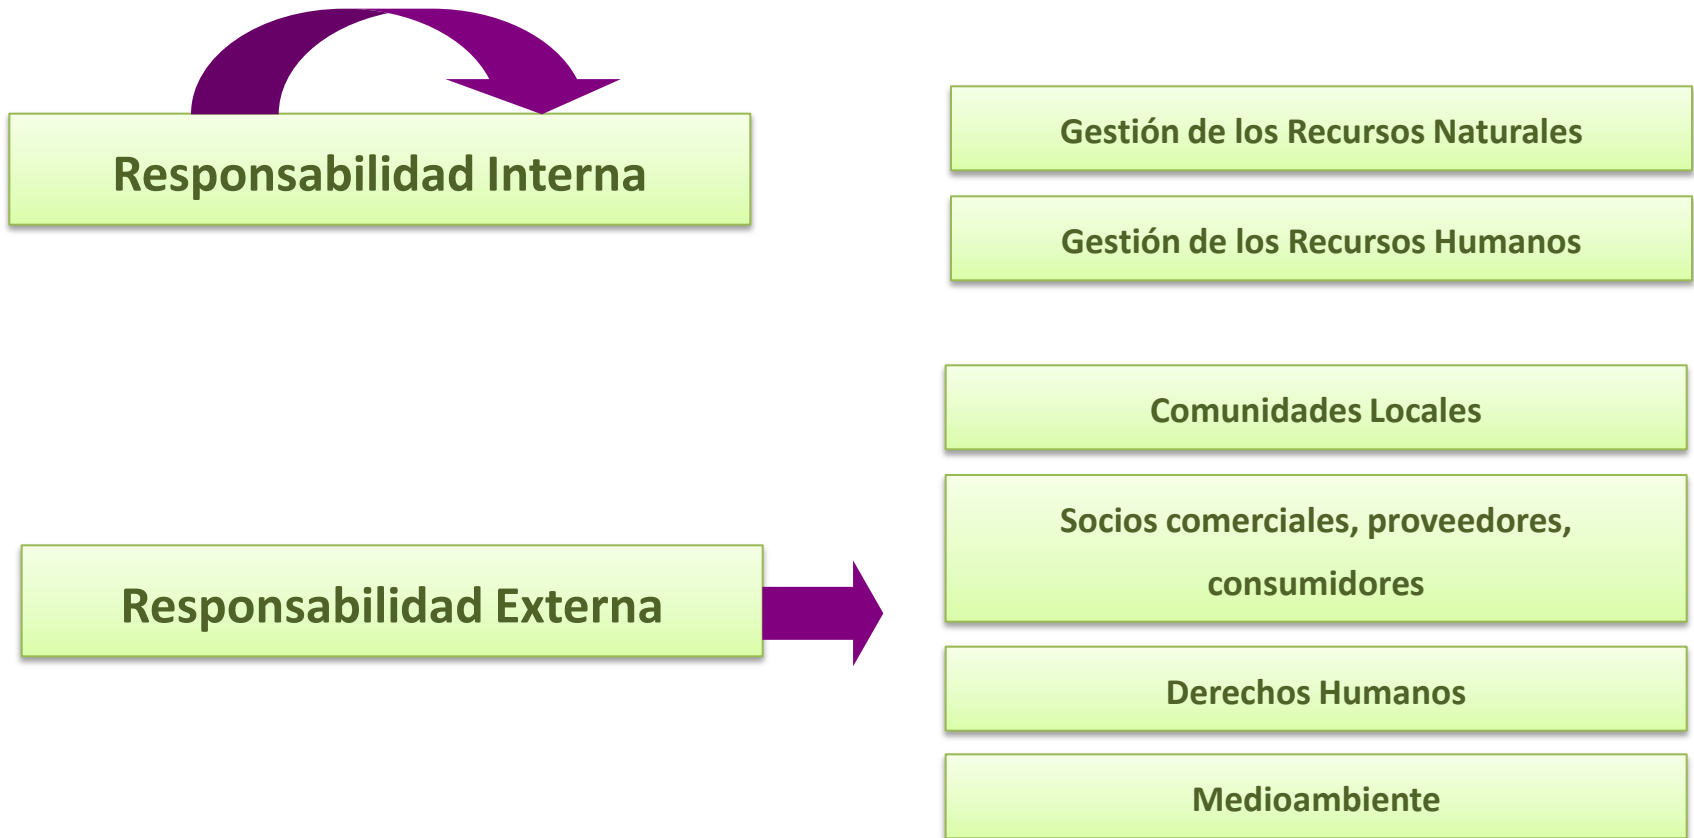 Responsabilidad Interna
Gestión de los Recursos Naturales
Gestión de los Recursos Humanos
Responsabilidad Externa
Comunidades Locales
Socios comerciales, proveedores,
consumidores
Derechos Humanos
Medioambiente